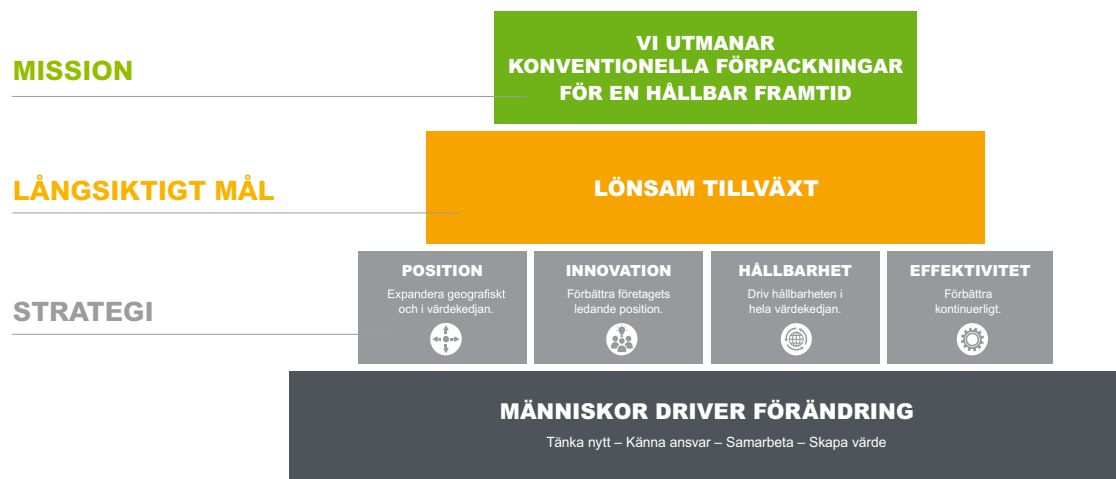 MISSION
VI UTMANAR
KONVENTIONELLA FÖRPACKNINGAR
FÖR EN HÅLLBAR FRAMTID
LÅNGSIKTIGT MÅL
LÖNSAM TILLVÄXT
STRATEGI
POSITION
Expandera geografiskt
och i värdekedjan.
INNOVATION
Förbättra företagets
ledande position.
HÅLLBARHET
Driv hållbarheten i
hela värdekedjan.
EFFEKTIVITET
Förbättra
kontinuerligt.
MÄNNISKOR DRIVER FÖRÄNDRING
Tänka nytt – Känna ansvar – Samarbeta – Skapa värde